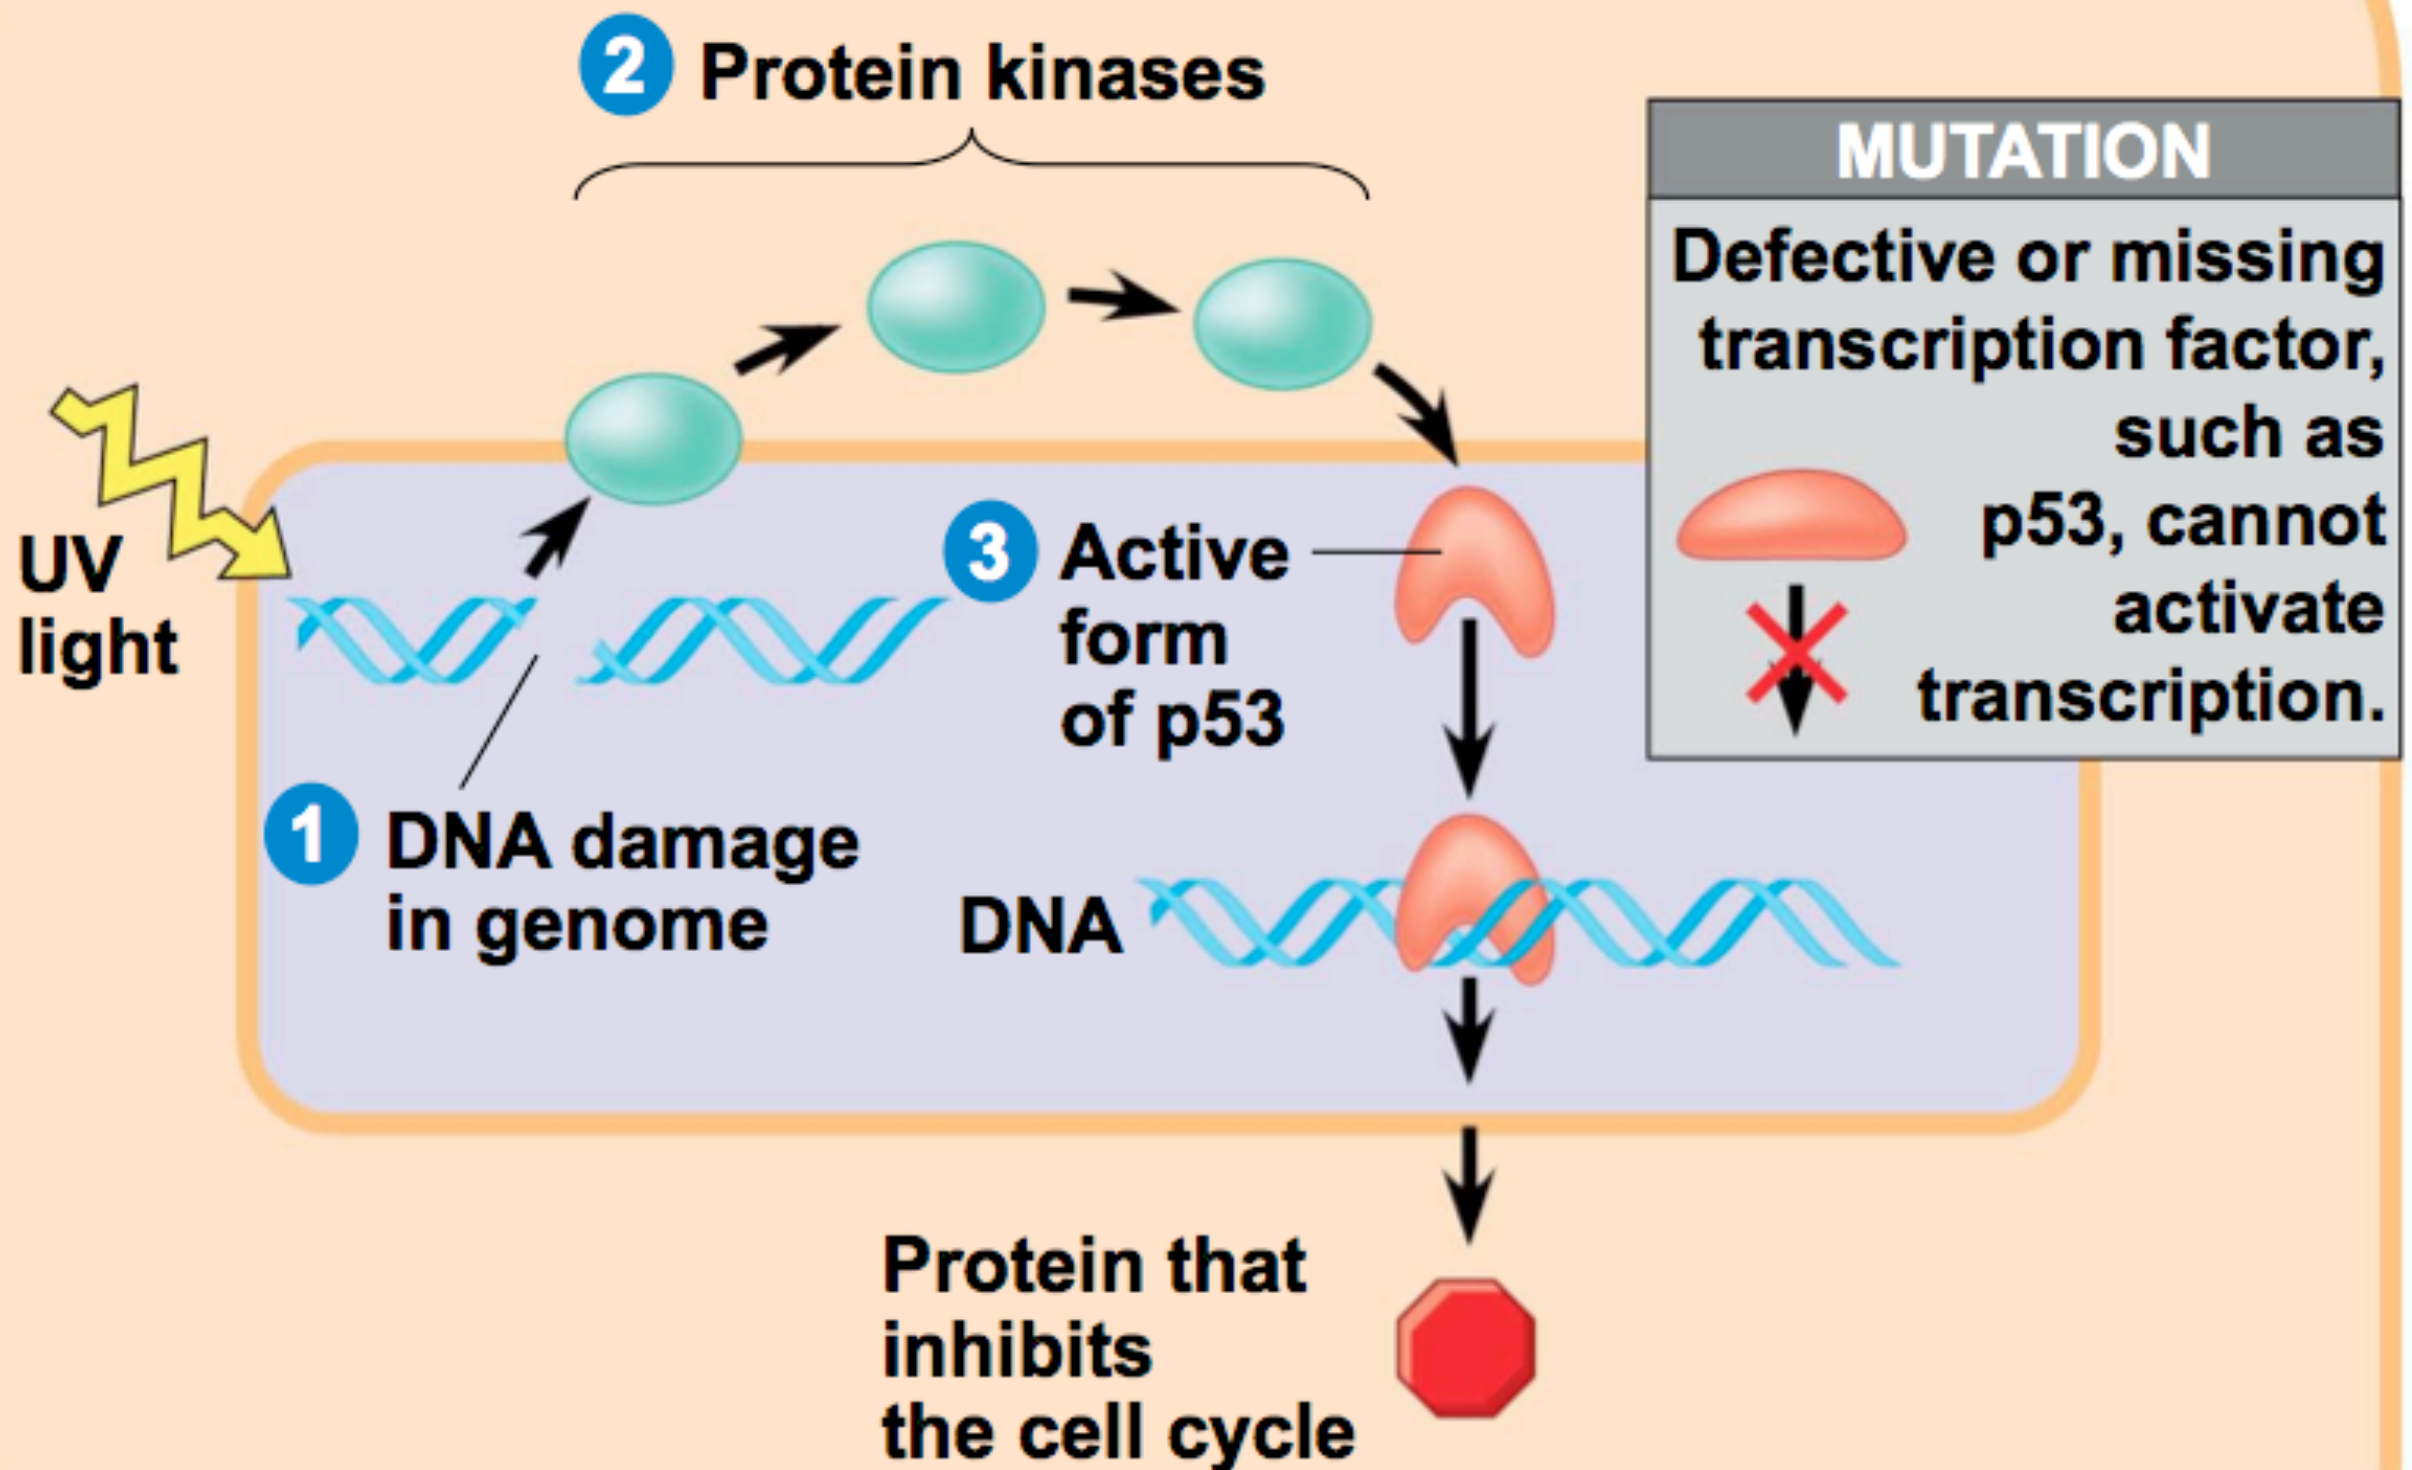 2 Protein kinases
MUTATION
Defective or missing
transcription factor,
such as
p53, cannot
activate
transcription.
UV
light
3 Active
form
of p53
1 DNA damage
in genome
DNA
Protein that
inhibits
the cell cycle